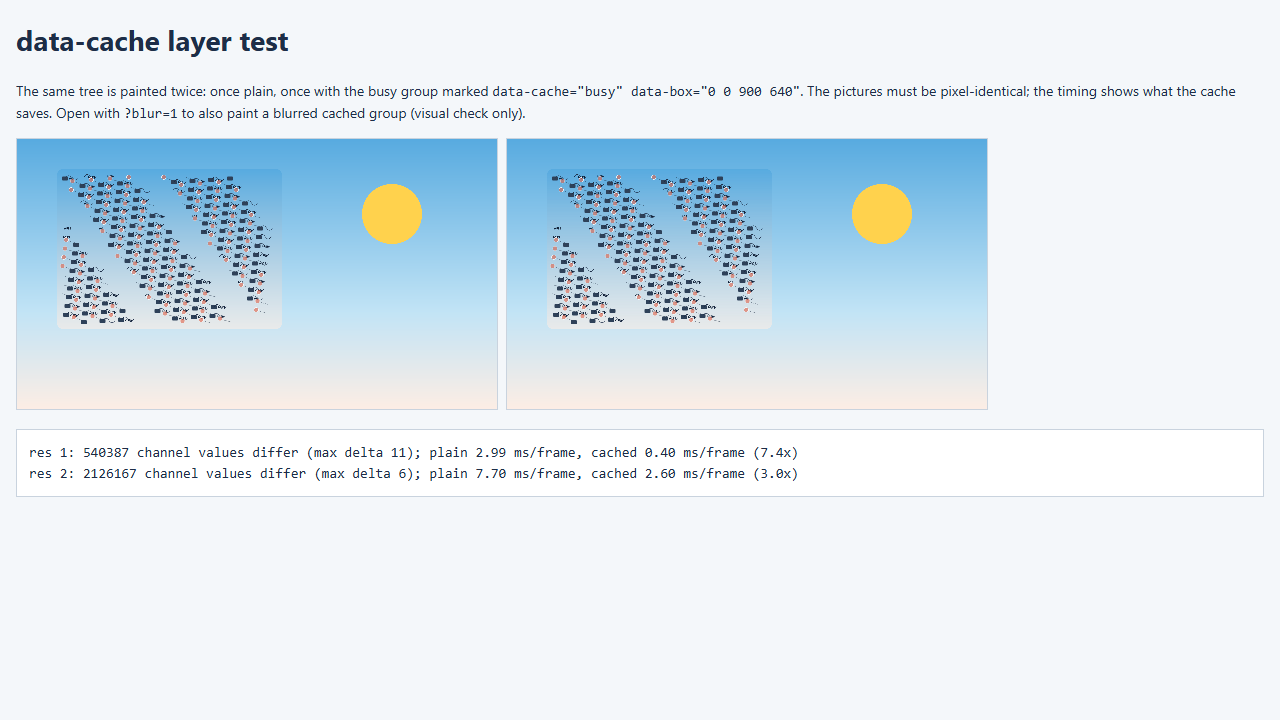 data-cache layer test
The same tree is painted twice: once plain, once with the busy group marked data-cache="busy" data-box="0 0 900 640". The pictures must be pixel-identical; the timing shows what the cache
saves. Open with ?blur=1 to also paint a blurred cached group (visual check only).
res 1: 540387 channel values differ (max delta 11); plain 2.99 ms/frame, cached 0.40 ms/frame (7.4x)
res 2: 2126167 channel values differ (max delta 6); plain 7.70 ms/frame, cached 2.60 ms/frame (3.0x)